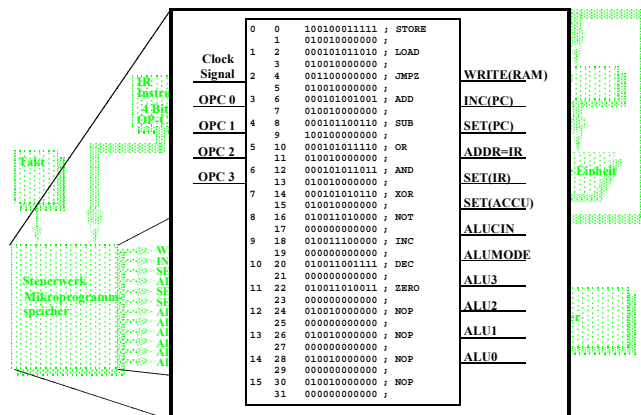 Clock
Signal
OPC 0
OPC 1
OPC 2
OPC 3
0 0 100100011111 ; STORE
1 010010000000 ;
1 2 000101011010 ; LOAD
3 010010000000 ;
2 4 001100000000 ; JMPZ
5 010010000000 ;
3 6 000101001001 ; ADD
7 010010000000 ;
4 8 000101100110 ; SUB
9 100100000000 ;
5 10 000101011110 ; OR
11 010010000000 ;
6 12 000101011011 ; AND
13 010010000000 ;
7 14 000101010110 ; XOR
15 010010000000 ;
8 16 010011010000 ; NOT
17 000000000000 ;
9 18 010011100000 ; INC
19 000000000000 ;
10 20 010011001111 ; DEC
21 000000000000 ;
11 22 010011010011 ; ZERO
23 000000000000 ;
12 24 010010000000 ; NOP
25 000000000000 ;
13 26 010010000000 ; NOP
27 000000000000 ;
14 28 010010000000 ; NOP
29 000000000000 ;
15 30 010010000000 ; NOP
31 000000000000 ;
WRITE(RAM)
INC(PC)
SET(PC)
ADDR=IR
SET(IR)
SET(ACCU)
ALUCIN
ALUMODE
ALU3
ALU2
ALU1
ALU0
IR
Instru
4 Bit
OP-C
Takt
Steuerwerk
Mikroprogramm-
speicher
Einheit